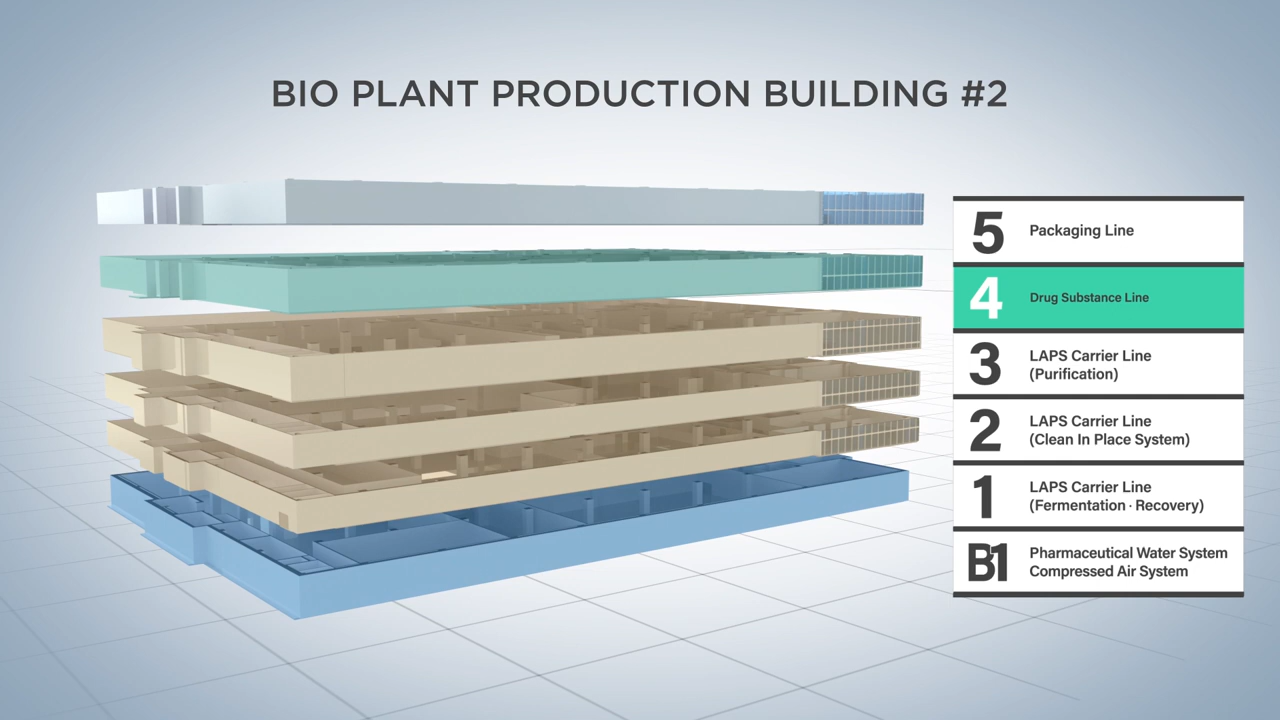 BIO PLANT PRODUCTION BUILDING #2
5 Packaging Line
4 Drug Substance Line
3 LAPS Carrier Line
(Purification)
2 LAPS Carrier Line
(Clean In Place System)
1 LAPS Carrier Line
(Fermentation · Recovery)
B1 Pharmaceutical Water System
Compressed Air System